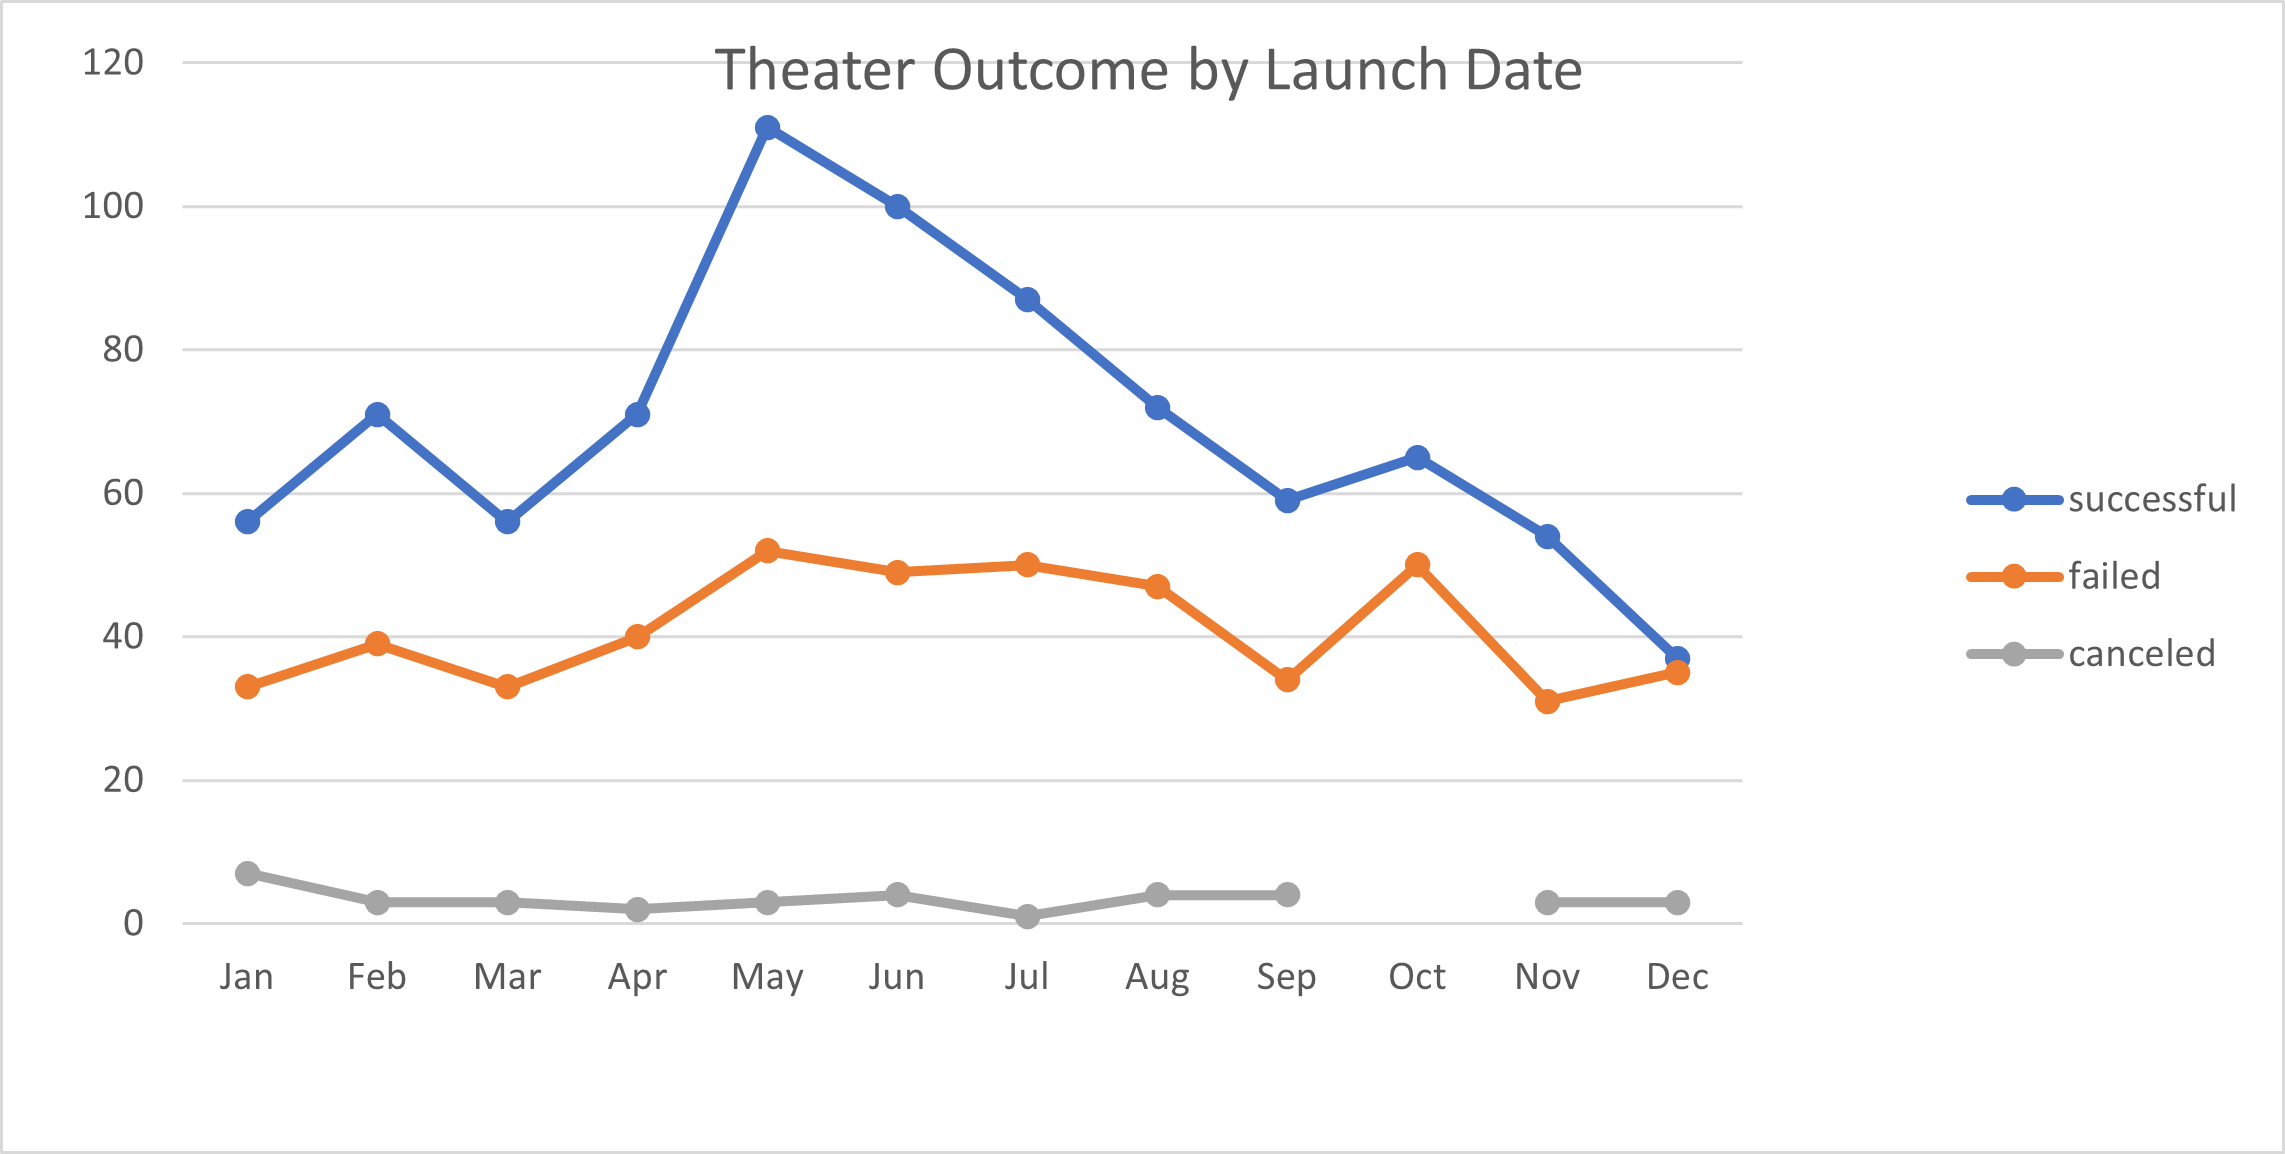 Theater Outcome by Launch Date
120
100
80
60
40
20
0
Jan Feb Mar Apr May Jun Jul Aug Sep Oct Nov Dec
successful
failed
canceled